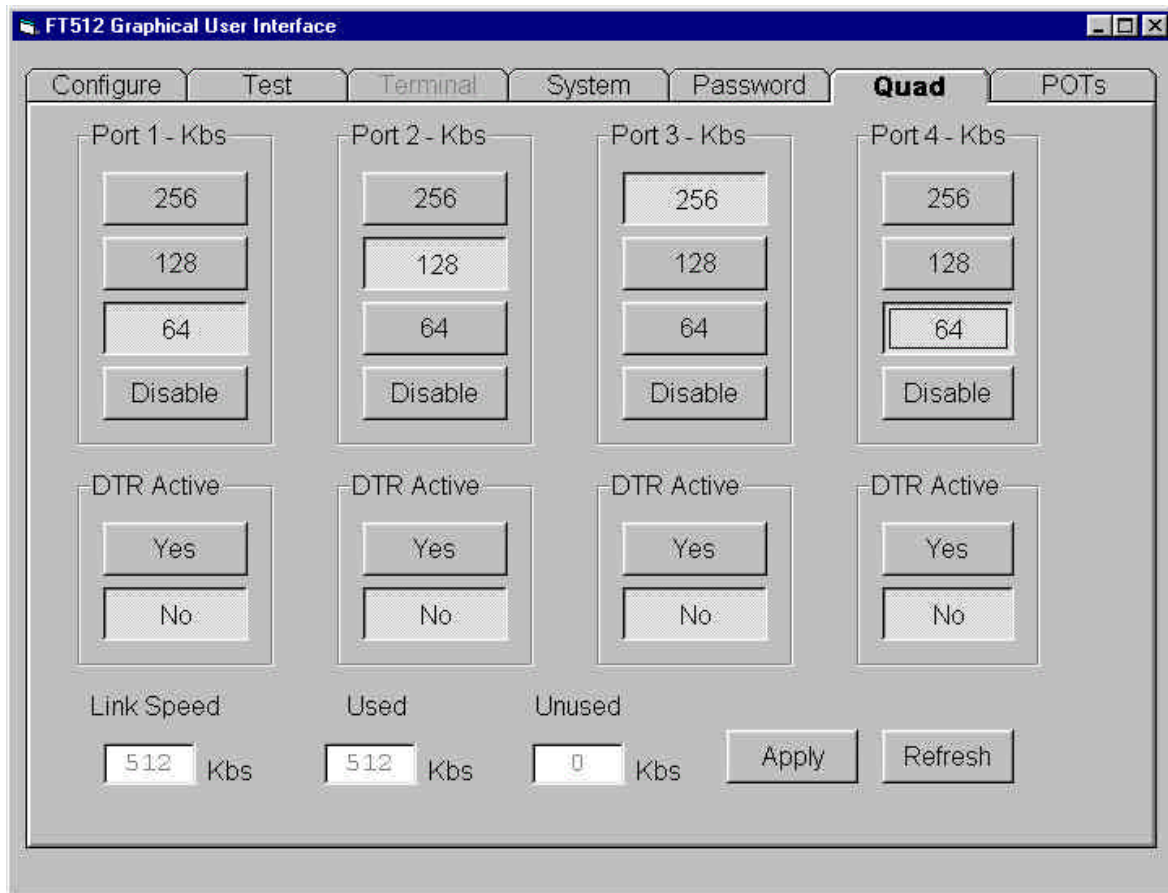 FT512 Graphical User Interface
Configure Test Terminal System Password Quad POTs
Port 1 - Kbs Port 2 - Kbs Port 3 - Kbs Port 4 - Kbs
256 256 256 256
128 128 128 128
64 64 64 64
Disable Disable Disable Disable
DTR Active DTR Active DTR Active DTR Active
Yes Yes Yes Yes
No No No No
Link Speed Used Unused
512 Kbs 512 Kbs 0 Kbs Apply Refresh